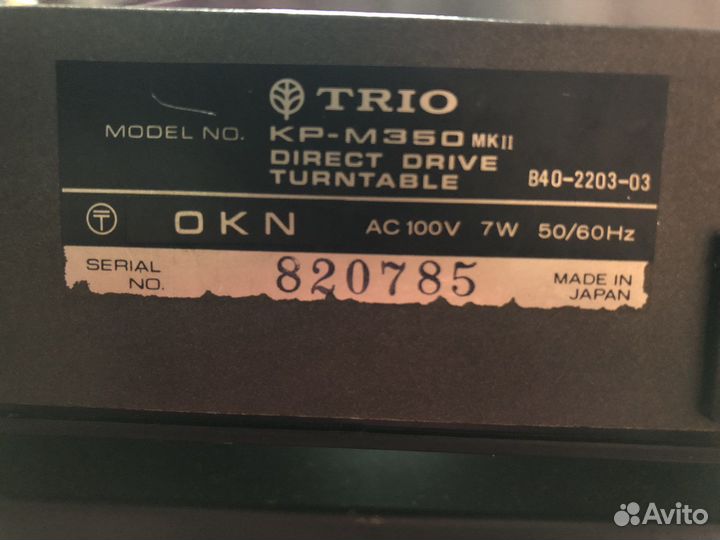 TRIO
MODEL NO. KP-M350 MKII
DIRECT DRIVE
TURNTABLE B40-2203-03
〒 OKN AC 100V 7W 50/60Hz
SERIAL NO. 820785 MADE IN JAPAN
Avito